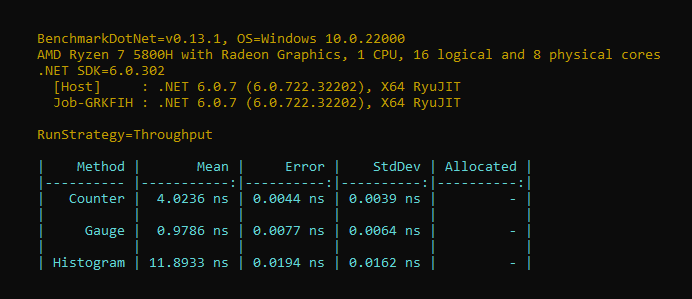 BenchmarkDotNet=v0.13.1, OS=Windows 10.0.22000
AMD Ryzen 7 5800H with Radeon Graphics, 1 CPU, 16 logical and 8 physical cores
.NET SDK=6.0.302
  [Host]     : .NET 6.0.7 (6.0.722.32202), X64 RyuJIT
  Job-GRKFIH : .NET 6.0.7 (6.0.722.32202), X64 RyuJIT
RunStrategy=Throughput
|    Method |       Mean |     Error |    StdDev | Allocated |
|---------- |-----------:|----------:|----------:|----------:|
|   Counter |  4.0236 ns | 0.0044 ns | 0.0039 ns |         - |
|           |            |           |           |           |
|     Gauge |  0.9786 ns | 0.0077 ns | 0.0064 ns |         - |
|           |            |           |           |           |
| Histogram | 11.8933 ns | 0.0194 ns | 0.0162 ns |         - |